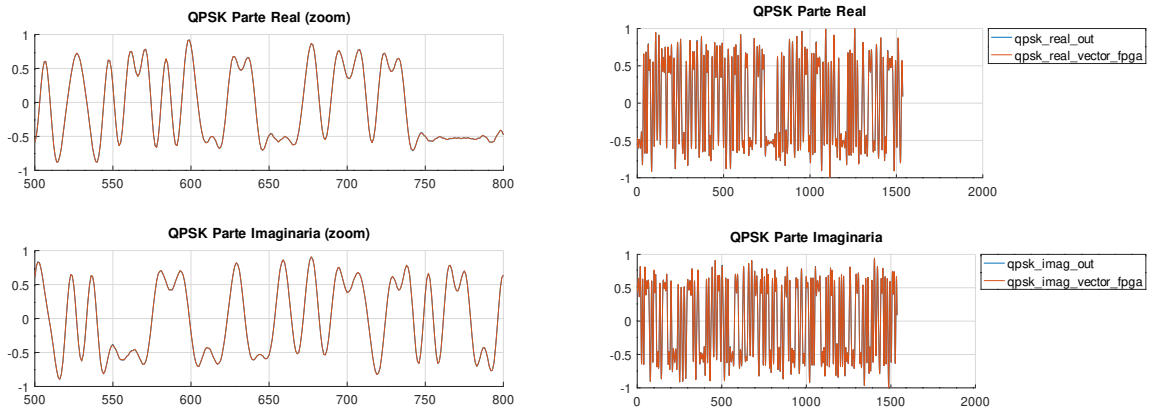 QPSK Parte Real (zoom)
1
0.5
0
-0.5
-1
500 550 600 650 700 750 800
QPSK Parte Real
1
0.5
0
-0.5
-1
0 500 1000 1500 2000
qpsk_real_out
qpsk_real_vector_fpga
QPSK Parte Imaginaria (zoom)
1
0.5
0
-0.5
-1
500 550 600 650 700 750 800
QPSK Parte Imaginaria
1
0.5
0
-0.5
-1
0 500 1000 1500 2000
qpsk_imag_out
qpsk_imag_vector_fpga